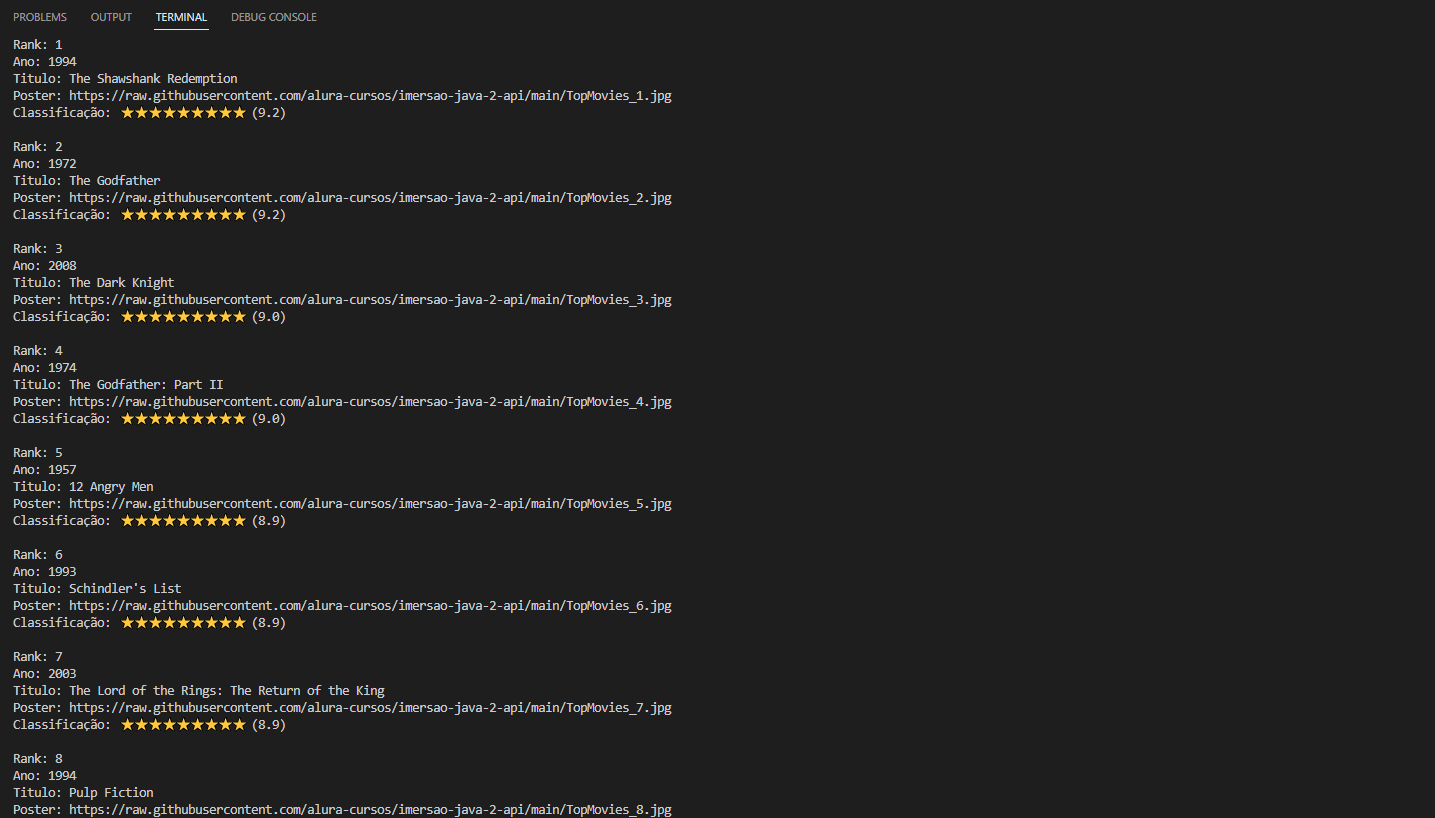 PROBLEMS OUTPUT TERMINAL DEBUG CONSOLE
Rank: 1
Ano: 1994
Titulo: The Shawshank Redemption
Poster: https://raw.githubusercontent.com/alura-cursos/imersao-java-2-api/main/TopMovies_1.jpg
Classificação: ⭐⭐⭐⭐⭐⭐⭐⭐⭐ (9.2)

Rank: 2
Ano: 1972
Titulo: The Godfather
Poster: https://raw.githubusercontent.com/alura-cursos/imersao-java-2-api/main/TopMovies_2.jpg
Classificação: ⭐⭐⭐⭐⭐⭐⭐⭐⭐ (9.2)

Rank: 3
Ano: 2008
Titulo: The Dark Knight
Poster: https://raw.githubusercontent.com/alura-cursos/imersao-java-2-api/main/TopMovies_3.jpg
Classificação: ⭐⭐⭐⭐⭐⭐⭐⭐⭐ (9.0)

Rank: 4
Ano: 1974
Titulo: The Godfather: Part II
Poster: https://raw.githubusercontent.com/alura-cursos/imersao-java-2-api/main/TopMovies_4.jpg
Classificação: ⭐⭐⭐⭐⭐⭐⭐⭐⭐ (9.0)

Rank: 5
Ano: 1957
Titulo: 12 Angry Men
Poster: https://raw.githubusercontent.com/alura-cursos/imersao-java-2-api/main/TopMovies_5.jpg
Classificação: ⭐⭐⭐⭐⭐⭐⭐⭐⭐ (8.9)

Rank: 6
Ano: 1993
Titulo: Schindler's List
Poster: https://raw.githubusercontent.com/alura-cursos/imersao-java-2-api/main/TopMovies_6.jpg
Classificação: ⭐⭐⭐⭐⭐⭐⭐⭐⭐ (8.9)

Rank: 7
Ano: 2003
Titulo: The Lord of the Rings: The Return of the King
Poster: https://raw.githubusercontent.com/alura-cursos/imersao-java-2-api/main/TopMovies_7.jpg
Classificação: ⭐⭐⭐⭐⭐⭐⭐⭐⭐ (8.9)

Rank: 8
Ano: 1994
Titulo: Pulp Fiction
Poster: https://raw.githubusercontent.com/alura-cursos/imersao-java-2-api/main/TopMovies_8.jpg